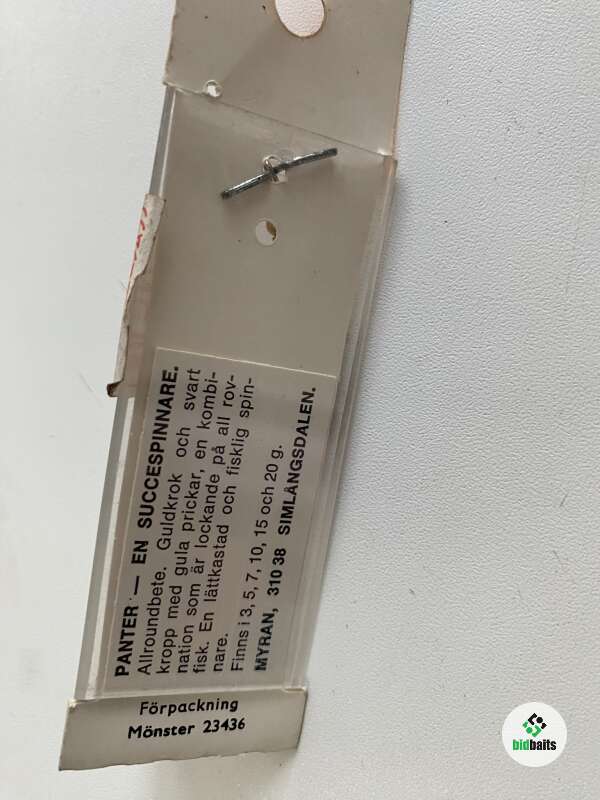 PANTER — EN SUCCESPINNARE.
Allroundbete. Guldkrok och svart
kropp med gula prickar, en kombi-
nation som är lockande på all rov-
fisk. En lättkastad och fisklig spin-
nare.
Finns i 3, 5, 7, 10, 15 och 20 g.
MYRAN, 310 38 SIMLÅNGSDALEN.
Förpackning
Mönster 23436
bidbaits